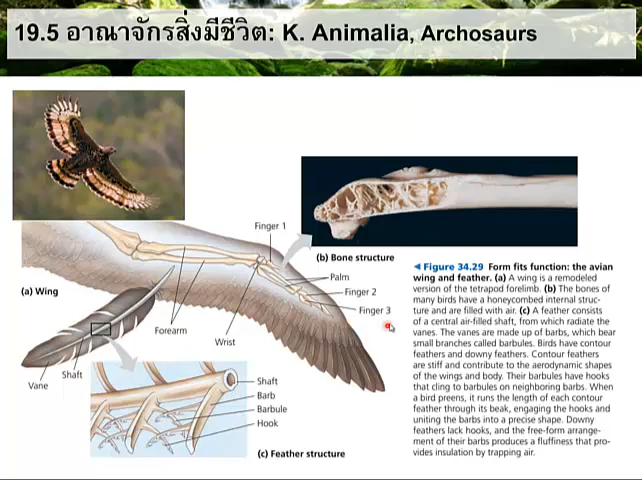 19.5 อาณาจักรสิ่งมีชีวิต: K. Animalia, Archosaurs
Finger 1
(b) Bone structure
(a) Wing
Palm
Finger 2
Finger 3
Forearm
Wrist
Shaft
Vane
Shaft
Barb
Barbule
Hook
(c) Feather structure
◄ Figure 34.29 Form fits function: the avian
wing and feather. (a) A wing is a remodeled
version of the tetrapod forelimb. (b) The bones of
many birds have a honeycombed internal struc-
ture and are filled with air. (c) A feather consists
of a central air-filled shaft, from which radiate the
vanes. The vanes are made up of barbs, which bear
small branches called barbules. Birds have contour
feathers and downy feathers. Contour feathers
are stiff and contribute to the aerodynamic shapes
of the wings and body. Their barbules have hooks
that cling to barbules on neighboring barbs. When
a bird preens, it runs the length of each contour
feather through its beak, engaging the hooks and
uniting the barbs into a precise shape. Downy
feathers lack hooks, and the free-form arrange-
ment of their barbs produces a fluffiness that pro-
vides insulation by trapping air.